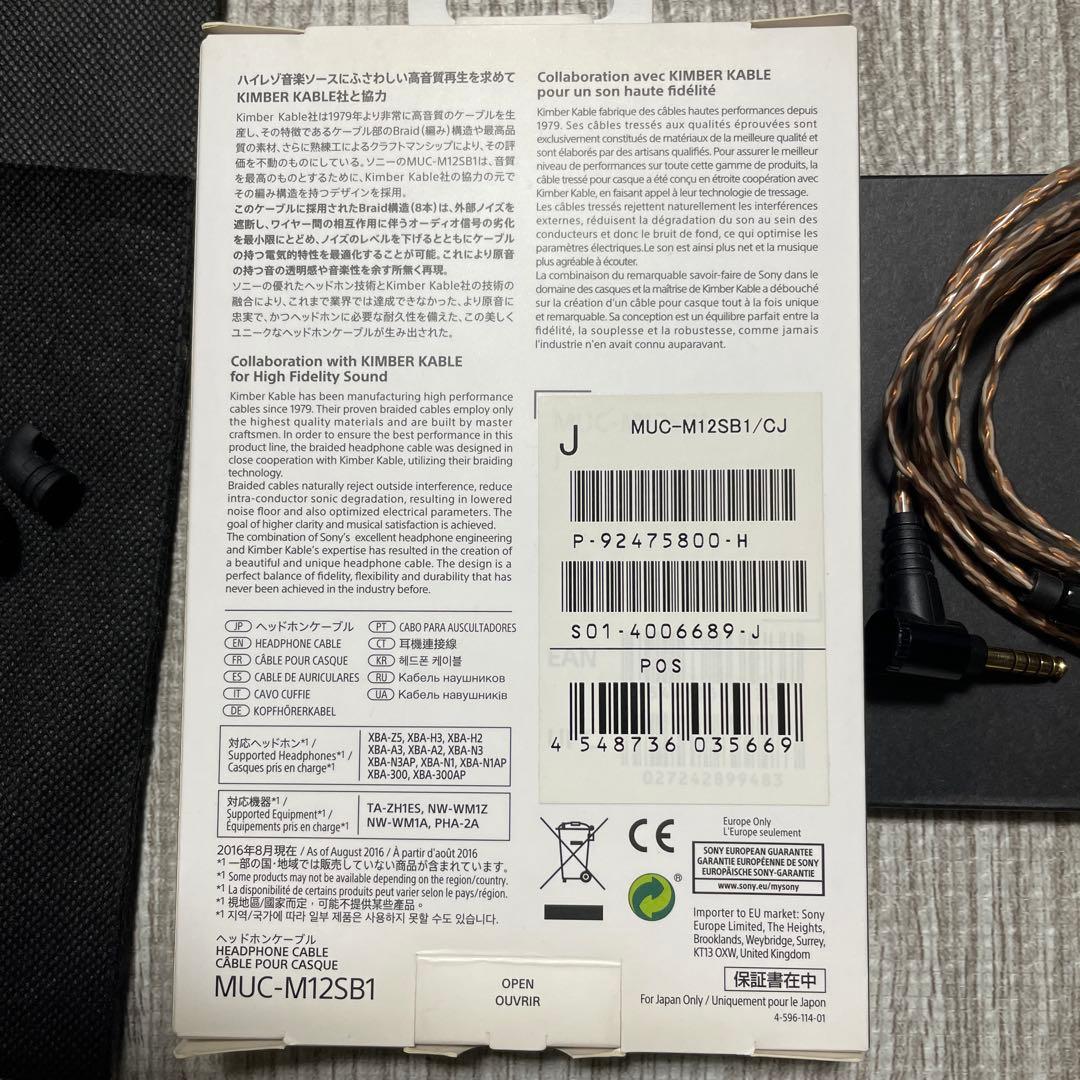 ハイレゾ音楽ソースにふさわしい高音質再生を求めて
KIMBER KABLE社と協力
Kimber Kable社は1979年より非常に高音質のケーブルを生
産し、その特徴であるケーブル部のBraid（編み）構造や最高品
質の素材、さらに熟練工によるクラフトマンシップにより、その評
価を不動のものにしている。ソニーのMUC-M12SB1は、音質
を最高のものとするために、Kimber Kable社の協力の元で
その編み構造を持つデザインを採用。
このケーブルに採用されたBraid構造（8本）は、外部ノイズを
遮断し、ワイヤー間の相互作用に伴うオーディオ信号の劣化
を最小限にとどめ、ノイズのレベルを下げるとともにケーブル
の持つ電気的特性を最適化することが可能。これにより原音
の持つ音の透明感や音楽性を余す所無く再現。
ソニーの優れたヘッドホン技術とKimber Kable社の技術の
融合により、これまで業界では達成できなかった、より原音に
忠実で、かつヘッドホンに必要な耐久性を備えた、この美しく
ユニークなヘッドホンケーブルが生み出された。
Collaboration with KIMBER KABLE
for High Fidelity Sound
Kimber Kable has been manufacturing high performance
cables since 1979. Their proven braided cables employ only
the highest quality materials and are built by master
craftsmen. In order to ensure the best performance in this
product line, the braided headphone cable was designed in
close cooperation with Kimber Kable, utilizing their braiding
technology.
Braided cables naturally reject outside interference, reduce
intra-conductor sonic degradation, resulting in lowered
noise floor and also optimized electrical parameters. The
goal of higher clarity and musical satisfaction is achieved.
The combination of Sony's excellent headphone engineering
and Kimber Kable's expertise has resulted in the creation of
a beautiful and unique headphone cable. The design is a
perfect balance of fidelity, flexibility and durability that has
never been achieved in the industry before.
Collaboration avec KIMBER KABLE
pour un son haute fidélité
Kimber Kable fabrique des câbles hautes performances depuis
1979. Ses câbles tressés aux qualités éprouvées sont
exclusivement constitués de matériaux de la meilleure qualité et
sont élaborés par des artisans qualifiés. Pour assurer le meilleur
niveau de performances sur toute cette gamme de produits, la
câble tressé pour casque a été conçu en étroite coopération avec
Kimber Kable, en faisant appel à leur technologie de tressage.
Les câbles tressés rejettent naturellement les interférences
externes, réduisent la dégradation du son au sein des
conducteurs et donc le bruit de fond, ce qui optimise les
paramètres électriques. Le son est ainsi plus net et la musique
plus agréable à écouter.
La combinaison du remarquable savoir-faire de Sony dans le
domaine des casques et la maîtrise de Kimber Kable a débouché
sur la création d'un câble pour casque tout à la fois unique
et remarquable. Sa conception est un équilibre parfait entre la
fidélité, la souplesse et la robustesse, comme jamais
l'industrie n'en avait connu auparavant.
JP ヘッドホンケーブル
EN HEADPHONE CABLE
FR CÂBLE POUR CASQUE
ES CABLE DE AURICULARES
IT CAVO CUFFIE
DE KOPFHÖRERKABEL
PT CABO PARA AUSCULTADORES
CT 耳機連接線
KR 헤드폰 케이블
RU Кабель наушников
UA Кабель навушників
対応ヘッドホン*1 /
Supported Headphones*1 /
Casques pris en charge*1
XBA-Z5, XBA-H3, XBA-H2
XBA-A3, XBA-A2, XBA-N3
XBA-N3AP, XBA-N1, XBA-N1AP
XBA-300, XBA-300AP
対応機器*1 /
Supported Equipment*1 /
Équipements pris en charge*1
TA-ZH1ES, NW-WM1Z
NW-WM1A, PHA-2A
2016年8月現在 / As of August 2016 / À partir d'août 2016
*1 一部の国・地域では販売していない商品が含まれています。
*1 Some products may not be available depending on the region/country.
*1 La disponibilité de certains produits peut varier selon le pays/région.
*1 視地區/國家而定，可能不提供某些產品。
*1 지역/국가에 따라 일부 제품은 사용하지 못할 수도 있습니다.
ヘッドホンケーブル
HEADPHONE CABLE
CÂBLE POUR CASQUE
MUC-M12SB1
OPEN
OUVRIR
J MUC-M12SB1/CJ
P-92475800-H
S01-4006689-J
EAN
POS
4 548736 035669
027242899483
CE
Europe Only
L'Europe seulement
SONY EUROPEAN GUARANTEE
GARANTIE EUROPÉENNE DE SONY
EUROPÄISCHE SONY-GARANTIE
www.sony.eu/mysony
®
Importer to EU market: Sony
Europe Limited, The Heights,
Brooklands, Weybridge, Surrey,
KT13 OXW, United Kingdom
保証書在中
For Japan Only / Uniquement pour le Japon
4-596-114-01